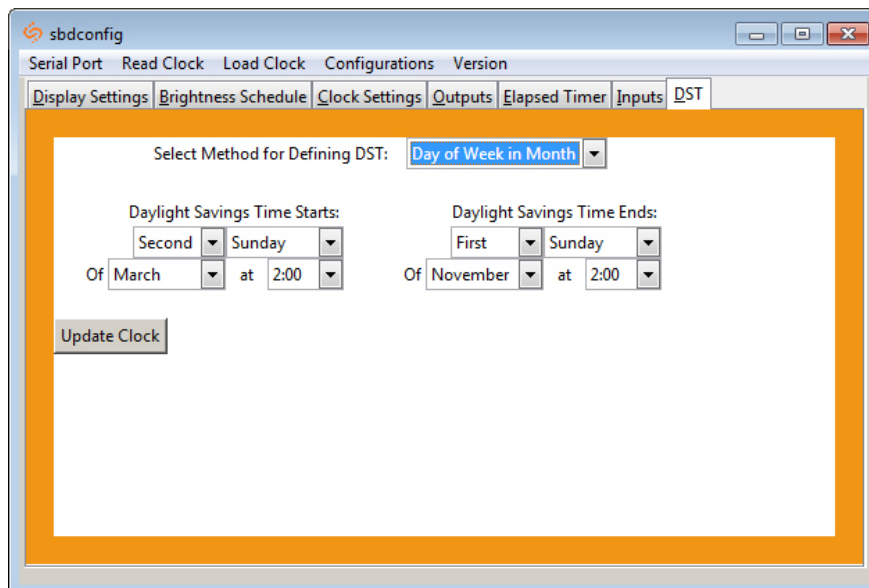 sbdconfig
Serial Port Read Clock Load Clock Configurations Version
Display Settings Brightness Schedule Clock Settings Outputs Elapsed Timer Inputs DST
Select Method for Defining DST: Day of Week in Month
Daylight Savings Time Starts: Daylight Savings Time Ends:
Second Sunday First Sunday
Of March at 2:00 Of November at 2:00
Update Clock